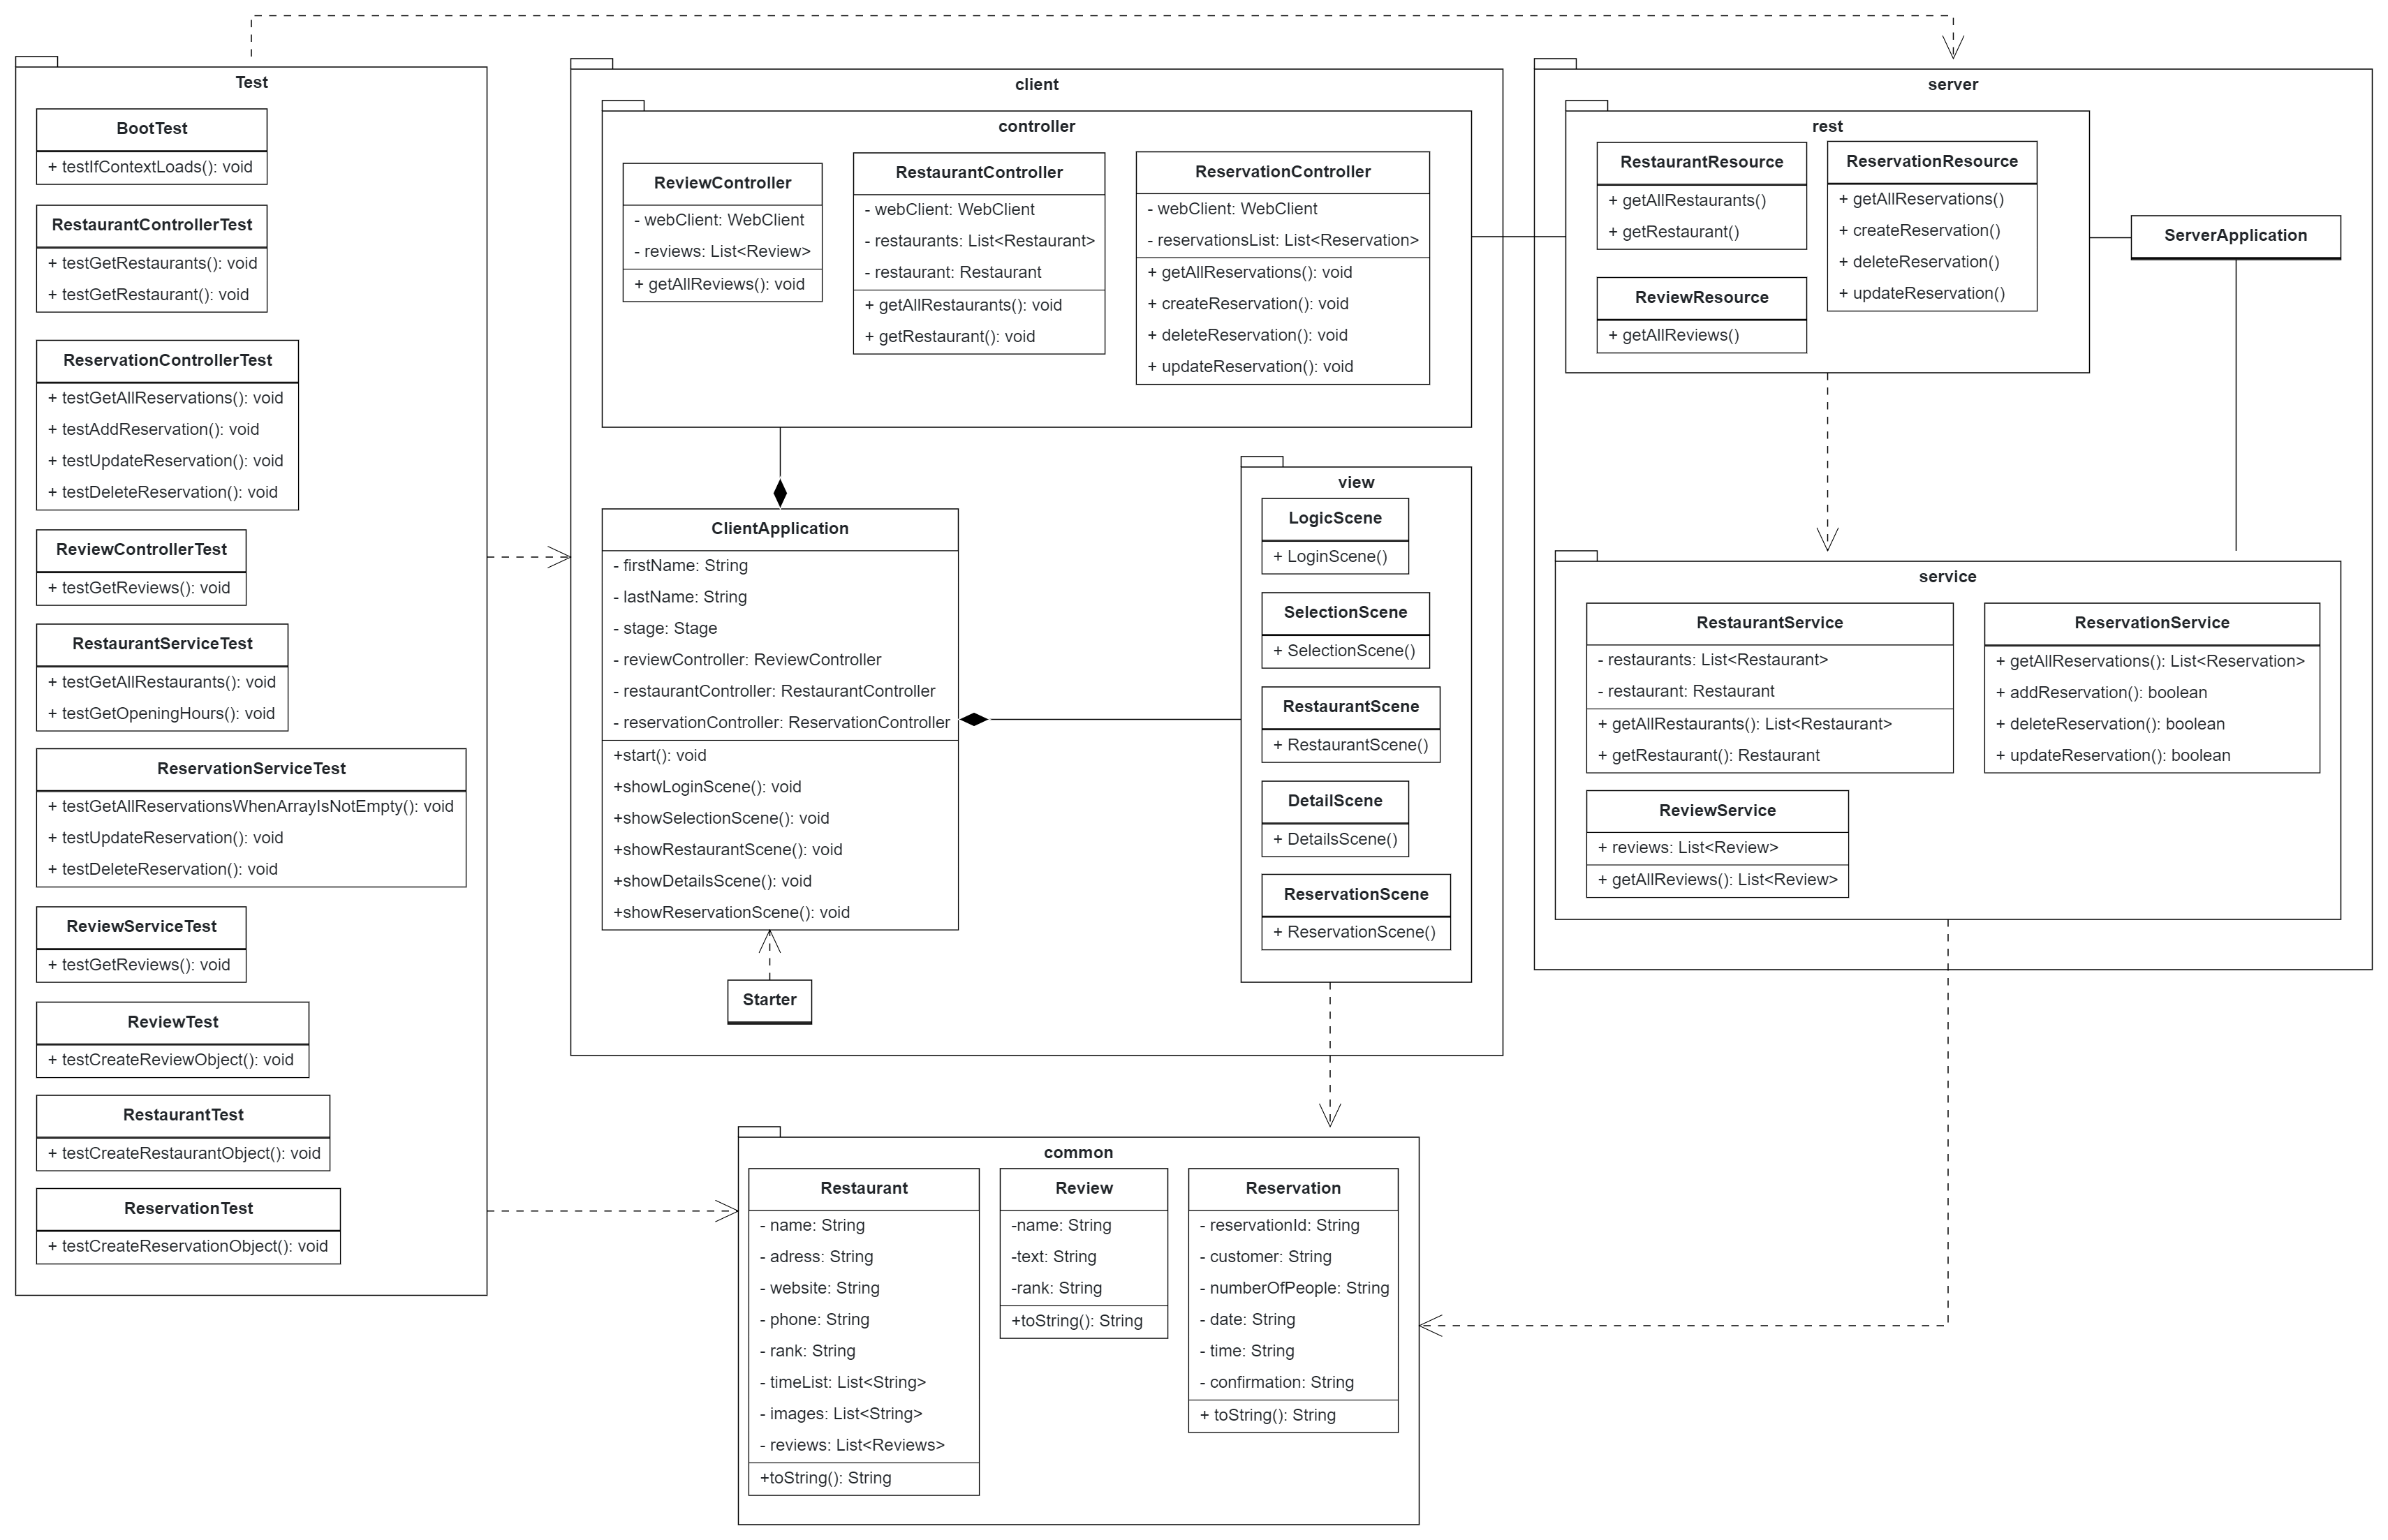 Test
BootTest
+ testIfContextLoads(): void
RestaurantControllerTest
+ testGetRestaurants(): void
+ testGetRestaurant(): void
ReservationControllerTest
+ testGetAllReservations(): void
+ testAddReservation(): void
+ testUpdateReservation(): void
+ testDeleteReservation(): void
ReviewControllerTest
+ testGetReviews(): void
RestaurantServiceTest
+ testGetAllRestaurants(): void
+ testGetOpeningHours(): void
ReservationServiceTest
+ testGetAllReservationsWhenArrayIsNotEmpty(): void
+ testUpdateReservation(): void
+ testDeleteReservation(): void
ReviewServiceTest
+ testGetReviews(): void
ReviewTest
+ testCreateReviewObject(): void
RestaurantTest
+ testCreateRestaurantObject(): void
ReservationTest
+ testCreateReservationObject(): void
client
controller
ReviewController
- webClient: WebClient
- reviews: List<Review>
+ getAllReviews(): void
RestaurantController
- webClient: WebClient
- restaurants: List<Restaurant>
- restaurant: Restaurant
+ getAllRestaurants(): void
+ getRestaurant(): void
ReservationController
- webClient: WebClient
- reservationsList: List<Reservation>
+ getAllReservations(): void
+ createReservation(): void
+ deleteReservation(): void
+ updateReservation(): void
ClientApplication
- firstName: String
- lastName: String
- stage: Stage
- reviewController: ReviewController
- restaurantController: RestaurantController
- reservationController: ReservationController
+start(): void
+showLoginScene(): void
+showSelectionScene(): void
+showRestaurantScene(): void
+showDetailsScene(): void
+showReservationScene(): void
Starter
view
LogicScene
+ LoginScene()
SelectionScene
+ SelectionScene()
RestaurantScene
+ RestaurantScene()
DetailScene
+ DetailsScene()
ReservationScene
+ ReservationScene()
server
rest
RestaurantResource
+ getAllRestaurants()
+ getRestaurant()
ReservationResource
+ getAllReservations()
+ createReservation()
+ deleteReservation()
+ updateReservation()
ReviewResource
+ getAllReviews()
ServerApplication
service
RestaurantService
- restaurants: List<Restaurant>
- restaurant: Restaurant
+ getAllRestaurants(): List<Restaurant>
+ getRestaurant(): Restaurant
ReservationService
+ getAllReservations(): List<Reservation>
+ addReservation(): boolean
+ deleteReservation(): boolean
+ updateReservation(): boolean
ReviewService
+ reviews: List<Review>
+ getAllReviews(): List<Review>
common
Restaurant
- name: String
- adress: String
- website: String
- phone: String
- rank: String
- timeList: List<String>
- images: List<String>
- reviews: List<Reviews>
+toString(): String
Review
-name: String
-text: String
-rank: String
+toString(): String
Reservation
- reservationId: String
- customer: String
- numberOfPeople: String
- date: String
- time: String
- confirmation: String
+ toString(): String